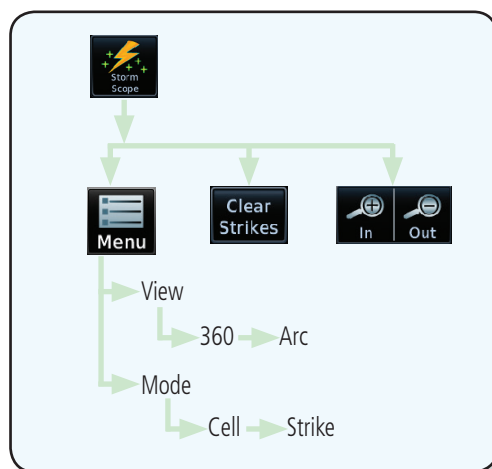 Storm
Scope
Menu
Clear
Strikes
In Out
View
360 Arc
Mode
Cell Strike